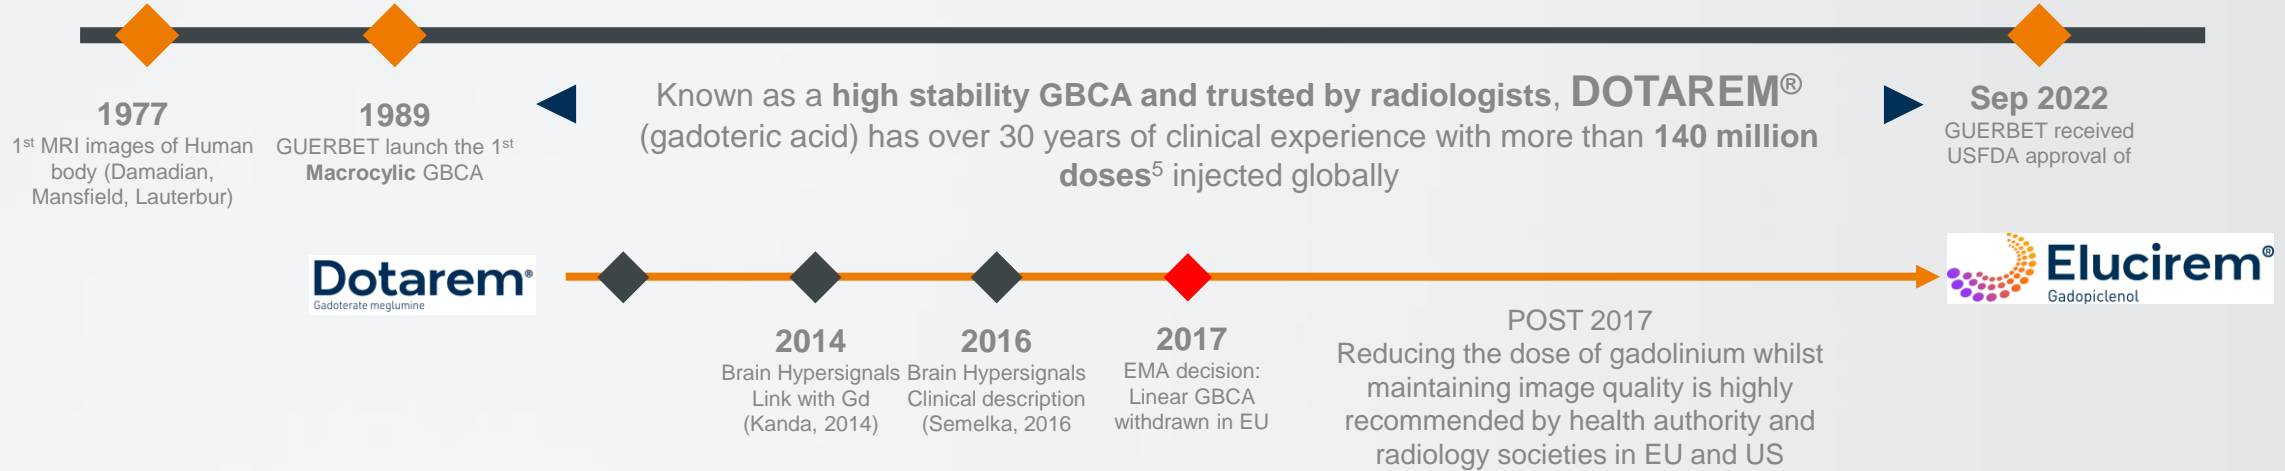 1977
1st MRI images of Human
body (Damadian,
Mansfield, Lauterbur)
1989
GUERBET launch the 1st
Macrocylic GBCA
Known as a high stability GBCA and trusted by radiologists, DOTAREM®
(gadoteric acid) has over 30 years of clinical experience with more than 140 million
doses5 injected globally
Sep 2022
GUERBET received
USFDA approval of
Dotarem®
Gadoterate meglumine
Elucirem®
Gadopiclenol
2014
Brain Hypersignals
Link with Gd
(Kanda, 2014)
2016
Brain Hypersignals
Clinical description
(Semelka, 2016
2017
EMA decision:
Linear GBCA
withdrawn in EU
POST 2017
Reducing the dose of gadolinium whilst
maintaining image quality is highly
recommended by health authority and
radiology societies in EU and US